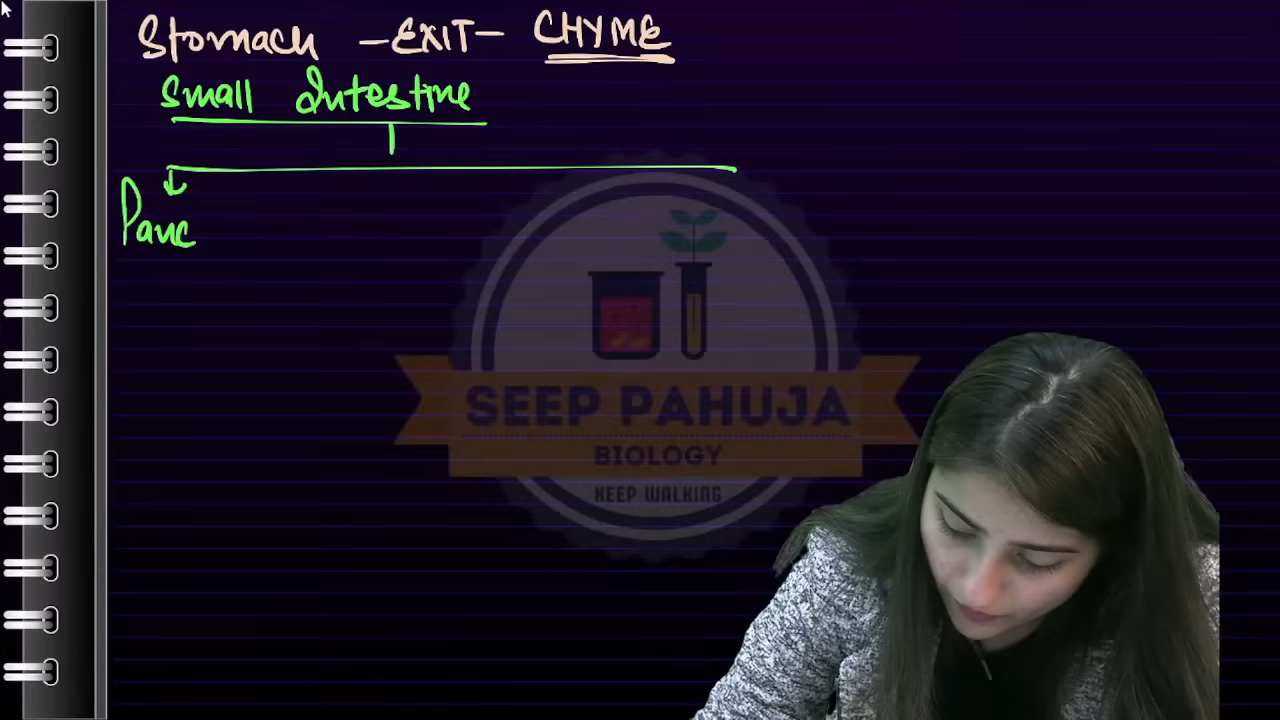 Stomach - EXIT - CHYME
Small Intestine
Panc
SEEP PAHUJA
BIOLOGY
KEEP WALKING